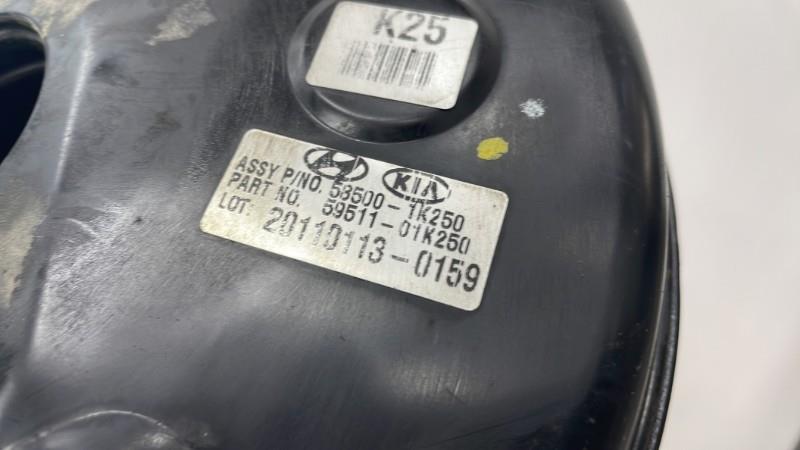 K25
KIA
ASSY P/NO. 58500-1K250
PART NO. 59511-01K250
LOT: 20110113-0159